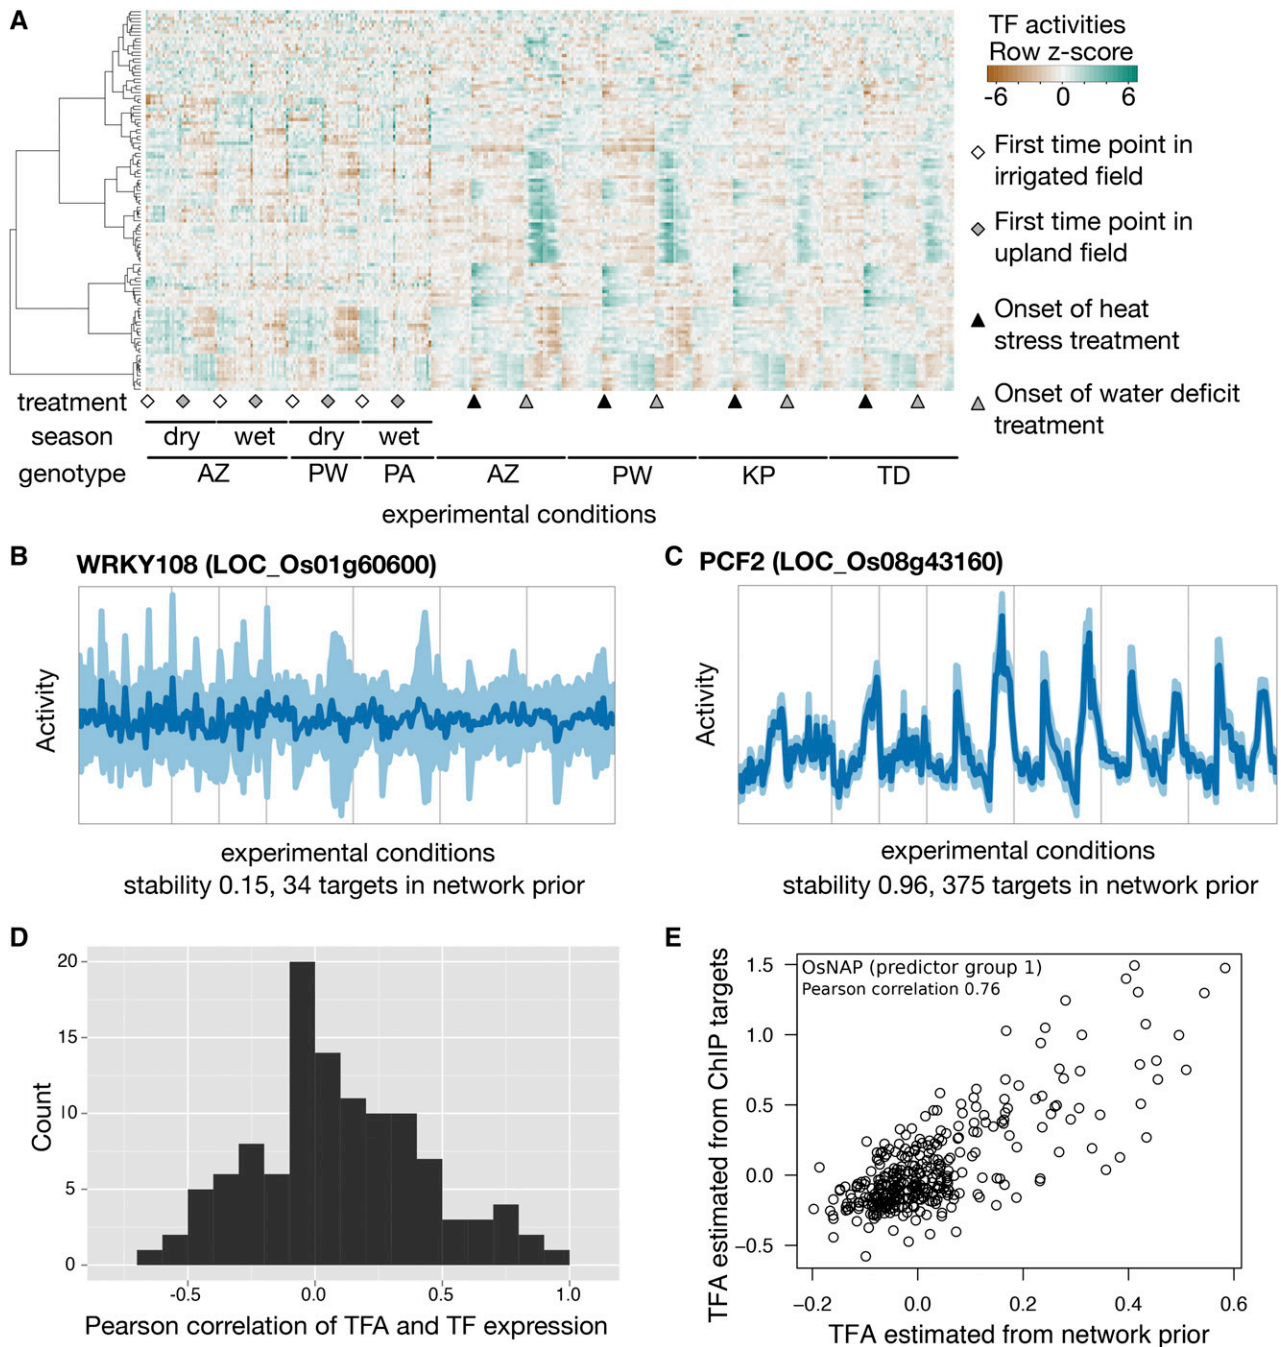 A
TF activities
Row z-score
-6 0 6
First time point in
irrigated field
First time point in
upland field
Onset of heat
stress treatment
Onset of water deficit
treatment
treatment
season dry wet dry wet
genotype AZ PW PA AZ PW KP TD
experimental conditions
B WRKY108 (LOC_Os01g60600)
Activity
experimental conditions
stability 0.15, 34 targets in network prior
C PCF2 (LOC_Os08g43160)
Activity
experimental conditions
stability 0.96, 375 targets in network prior
D
Count
20
15
10
5
0
-0.5 0.0 0.5 1.0
Pearson correlation of TFA and TF expression
E
OsNAP (predictor group 1)
Pearson correlation 0.76
TFA estimated from ChIP targets
1.5
1.0
0.5
0.0
−0.5
−0.2 0.0 0.2 0.4 0.6
TFA estimated from network prior